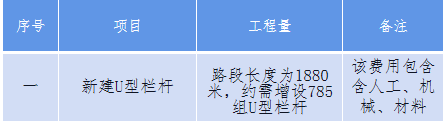 序号 项目 工程量 备注
一 新建U型栏杆 路段长度为1880
米，约需增设785
组U型栏杆 该费用包含
含人工、机
械、材料